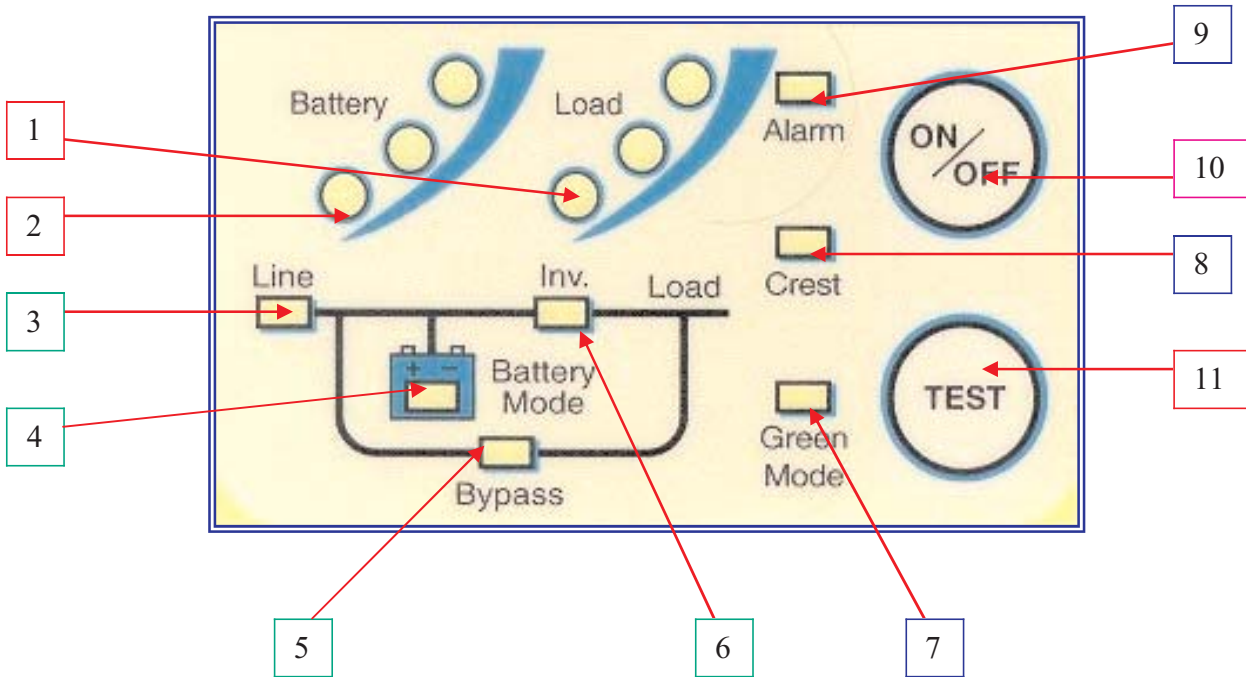 9
Battery
Load
Alarm
1
ON/OFF
10
2
Line
Inv.
Load
Crest
8
3
+ −
Battery
Mode
TEST
11
4
Green
Mode
Bypass
5
6
7